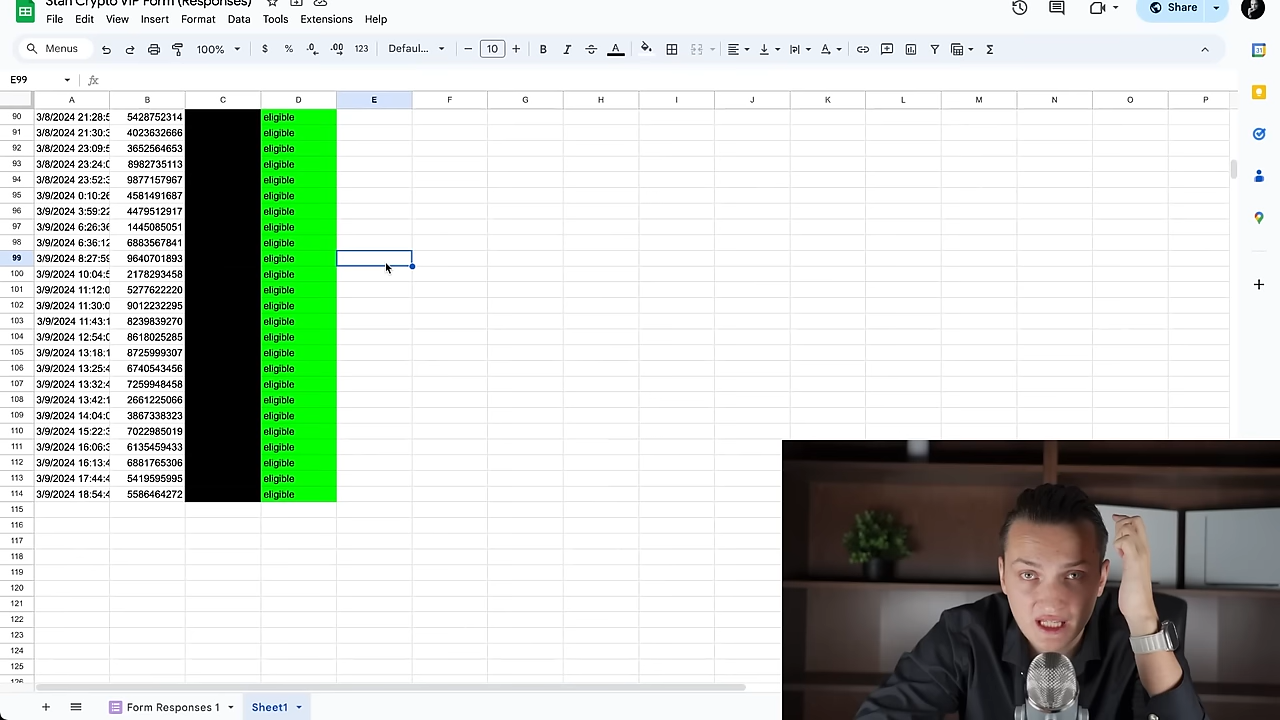 Stan Crypto VIP Form (Responses)
File Edit View Insert Format Data Tools Extensions Help
Share
Menus 100% $ % .0 .00 123 Defaul... 10 B I A
E99 fx
A B C D E F G H I J K L M N O P
90 3/8/2024 21:28:5 5428752314 eligible
91 3/8/2024 21:30:3 4023632666 eligible
92 3/8/2024 23:09:5 3652564653 eligible
93 3/8/2024 23:24:0 8982735113 eligible
94 3/8/2024 23:52:3 9877157967 eligible
95 3/9/2024 0:10:26 4581491687 eligible
96 3/9/2024 3:59:22 4479512917 eligible
97 3/9/2024 6:26:36 1445085051 eligible
98 3/9/2024 6:36:12 6883567841 eligible
99 3/9/2024 8:27:59 9640701893 eligible
100 3/9/2024 10:04:5 2178293458 eligible
101 3/9/2024 11:12:0 5277622220 eligible
102 3/9/2024 11:30:0 9012232295 eligible
103 3/9/2024 11:43:1 8239839270 eligible
104 3/9/2024 12:54:0 8618025285 eligible
105 3/9/2024 13:18:1 8725999307 eligible
106 3/9/2024 13:25:4 6740543456 eligible
107 3/9/2024 13:32:4 7259948458 eligible
108 3/9/2024 13:42:1 2661225066 eligible
109 3/9/2024 14:04:0 3867338323 eligible
110 3/9/2024 15:22:3 7022985019 eligible
111 3/9/2024 16:06:3 6135459433 eligible
112 3/9/2024 16:13:4 6881765306 eligible
113 3/9/2024 17:44:4 5419595995 eligible
114 3/9/2024 18:54:4 5586464272 eligible
115
116
117
118
119
120
121
122
123
124
125
126
Form Responses 1 Sheet1